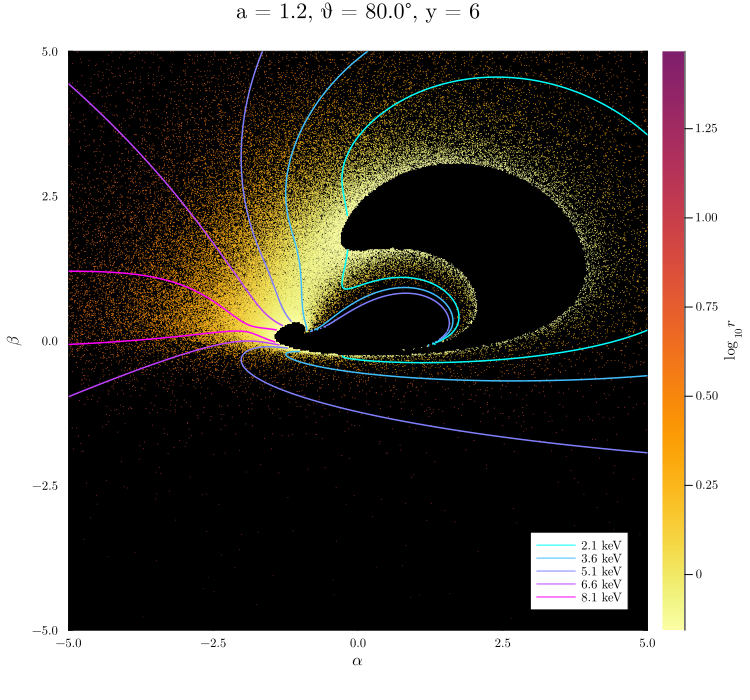 a = 1.2, ϑ = 80.0°, y = 6
5.0
2.5
0.0
−2.5
−5.0
β
−5.0
−2.5
0.0
2.5
5.0
α
2.1 keV
3.6 keV
5.1 keV
6.6 keV
8.1 keV
1.25
1.00
0.75
0.50
0.25
0
log₁₀ r